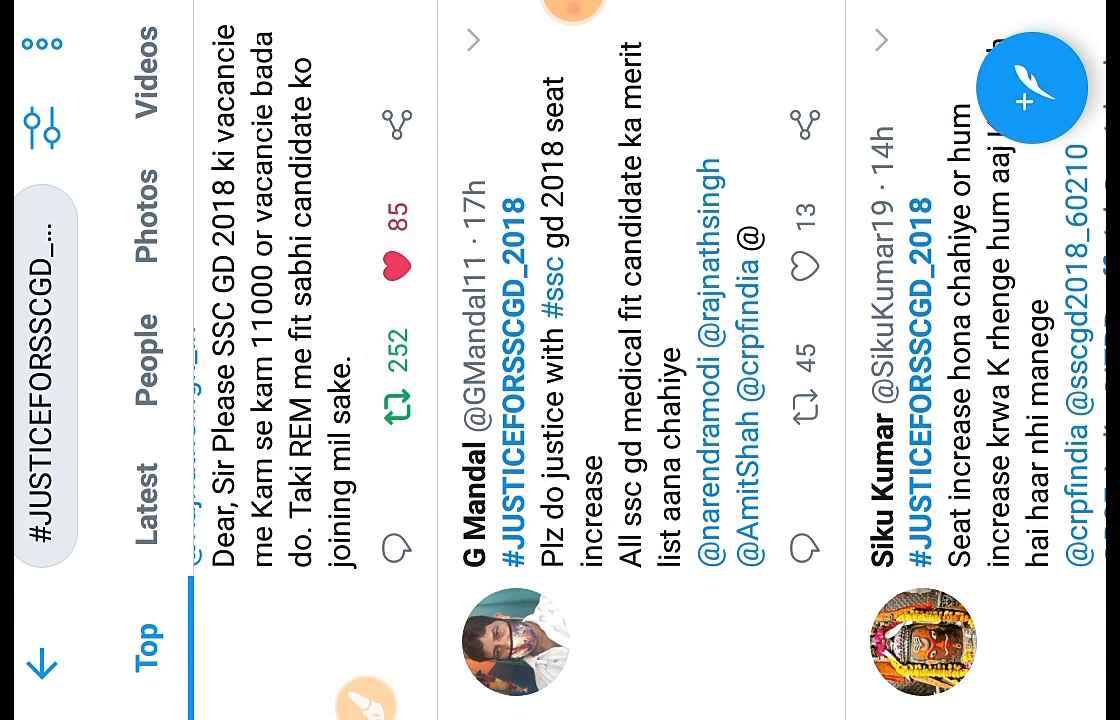 #JUSTICEFORSSCGD_...
Top Latest People Photos Videos
Dear, Sir Please SSC GD 2018 ki vacancie
me Kam se kam 11000 or vacancie bada
do. Taki REM me fit sabhi candidate ko
joining mil sake.
252 85
G Mandal @GMandal11 · 17h
#JUSTICEFORSSCGD_2018
Plz do justice with #ssc gd 2018 seat
increase
All ssc gd medical fit candidate ka merit
list aana chahiye
@narendramodi @rajnathsingh
@AmitShah @crpfindia @
45 13
Siku Kumar @SikuKumar19 · 14h
#JUSTICEFORSSCGD_2018
Seat increase hona chahiye or hum
increase krwa K rhenge hum aaj
hai haar nhi manege
@crpfindia @sscgd2018_60210